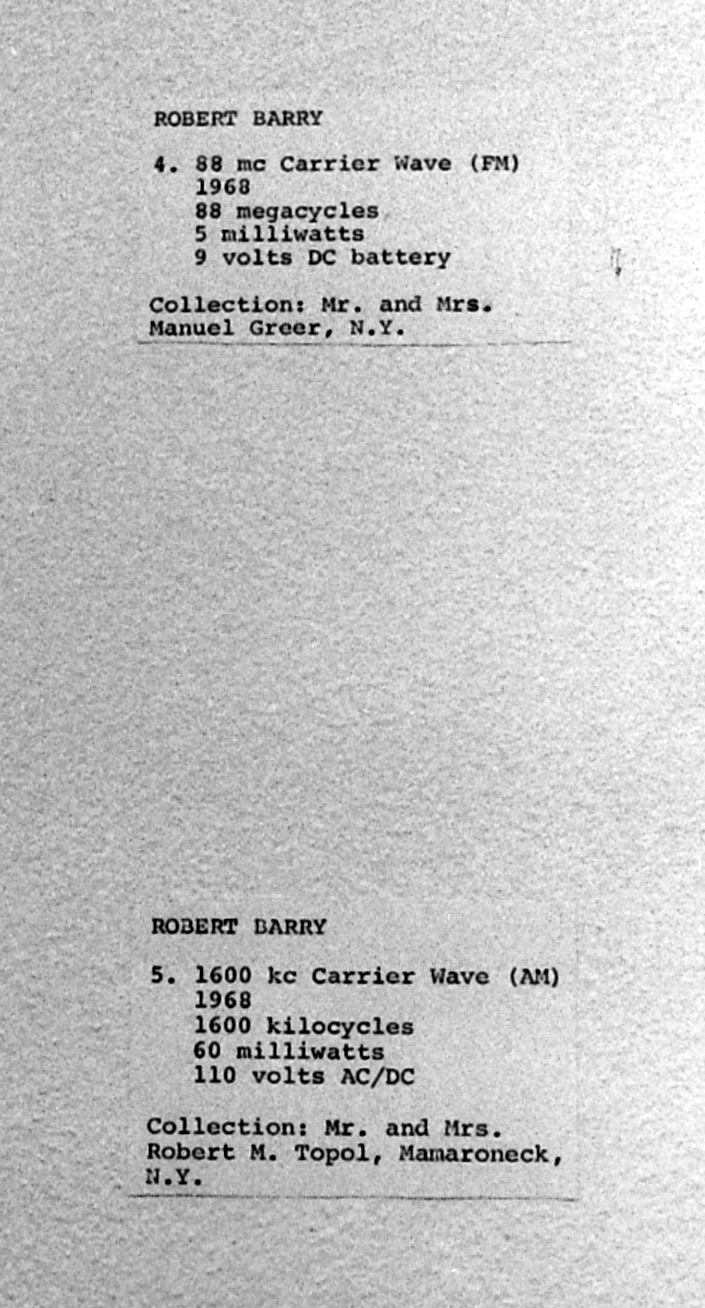 ROBERT BARRY
4. 88 mc Carrier Wave (FM)
1968
88 megacycles
5 milliwatts
9 volts DC battery
Collection: Mr. and Mrs.
Manuel Greer, N.Y.
ROBERT BARRY
5. 1600 kc Carrier Wave (AM)
1968
1600 kilocycles
60 milliwatts
110 volts AC/DC
Collection: Mr. and Mrs.
Robert M. Topol, Mamaroneck,
N.Y.